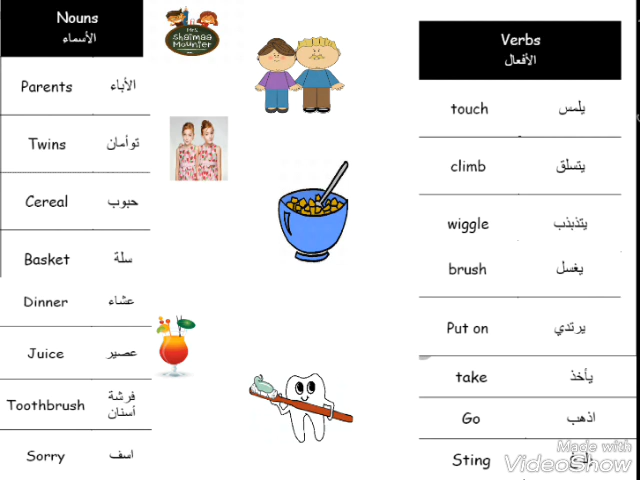 Nouns
الأسماء
Parents الأباء
Twins توأمان
Cereal حبوب
Basket سلة
Dinner عشاء
Juice عصير
Toothbrush فرشة أسنان
Sorry اسف
Mrs.
Shaimaa
Mounier
Verbs
الأفعال
touch يلمس
climb يتسلق
wiggle يتذبذب
brush يغسل
Put on يرتدي
take يأخذ
Go اذهب
Sting
Made with
VideoShow